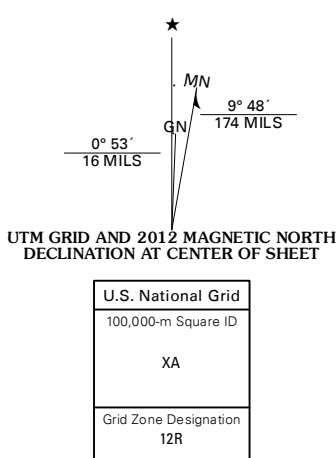 ★
MN
GN
9° 48´
174 MILS
0° 53´
16 MILS
UTM GRID AND 2012 MAGNETIC NORTH
DECLINATION AT CENTER OF SHEET
U.S. National Grid
100,000-m Square ID
XA
Grid Zone Designation
12R